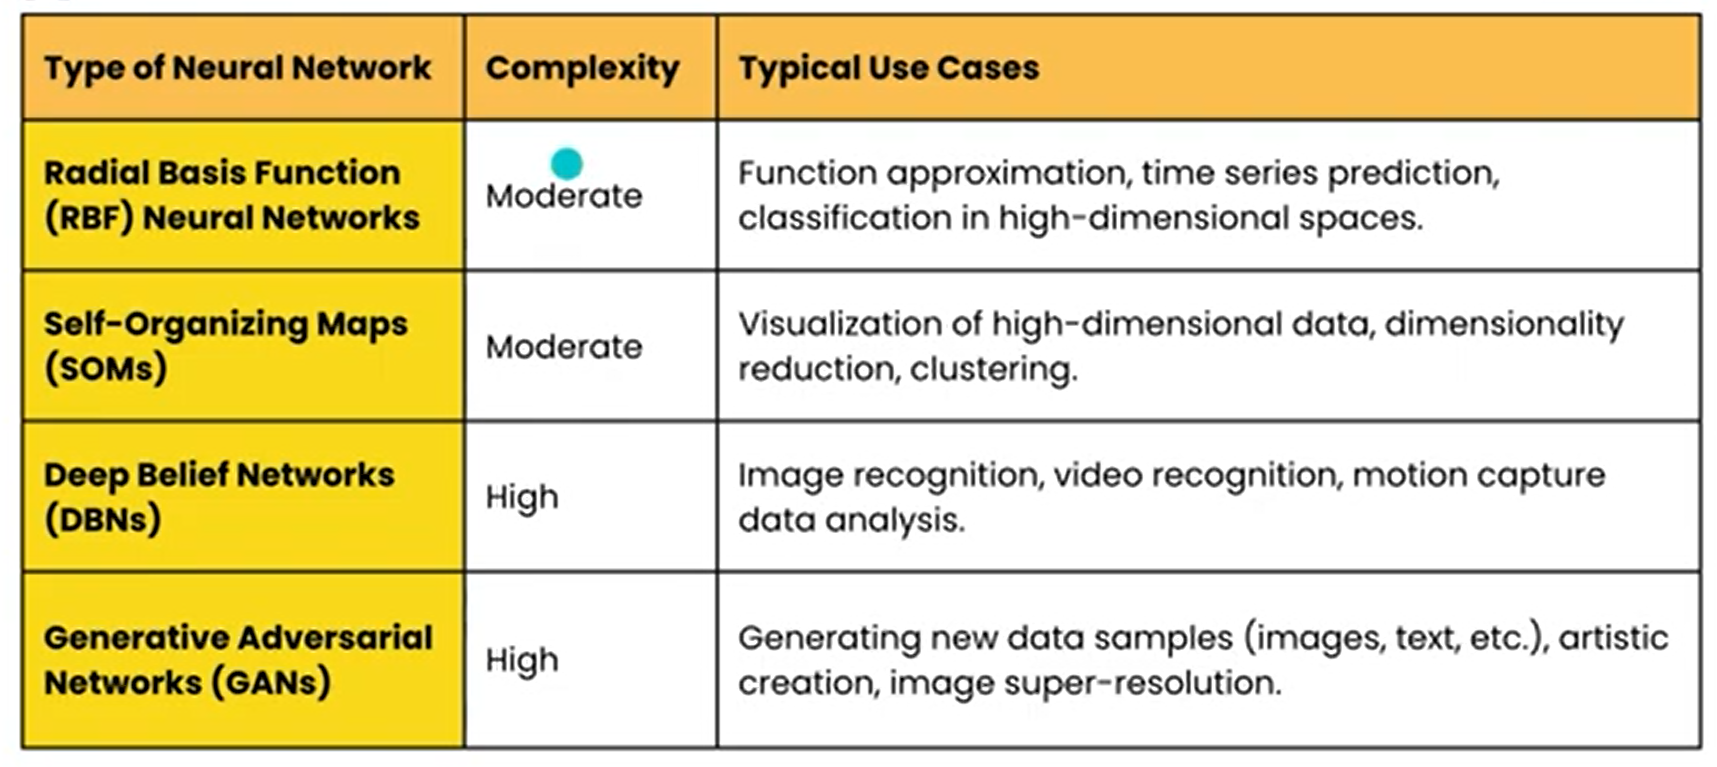 Type of Neural Network
Complexity
Typical Use Cases
Radial Basis Function
(RBF) Neural Networks
Moderate
Function approximation, time series prediction,
classification in high-dimensional spaces.
Self-Organizing Maps
(SOMs)
Moderate
Visualization of high-dimensional data, dimensionality
reduction, clustering.
Deep Belief Networks
(DBNs)
High
Image recognition, video recognition, motion capture
data analysis.
Generative Adversarial
Networks (GANs)
High
Generating new data samples (images, text, etc.), artistic
creation, image super-resolution.